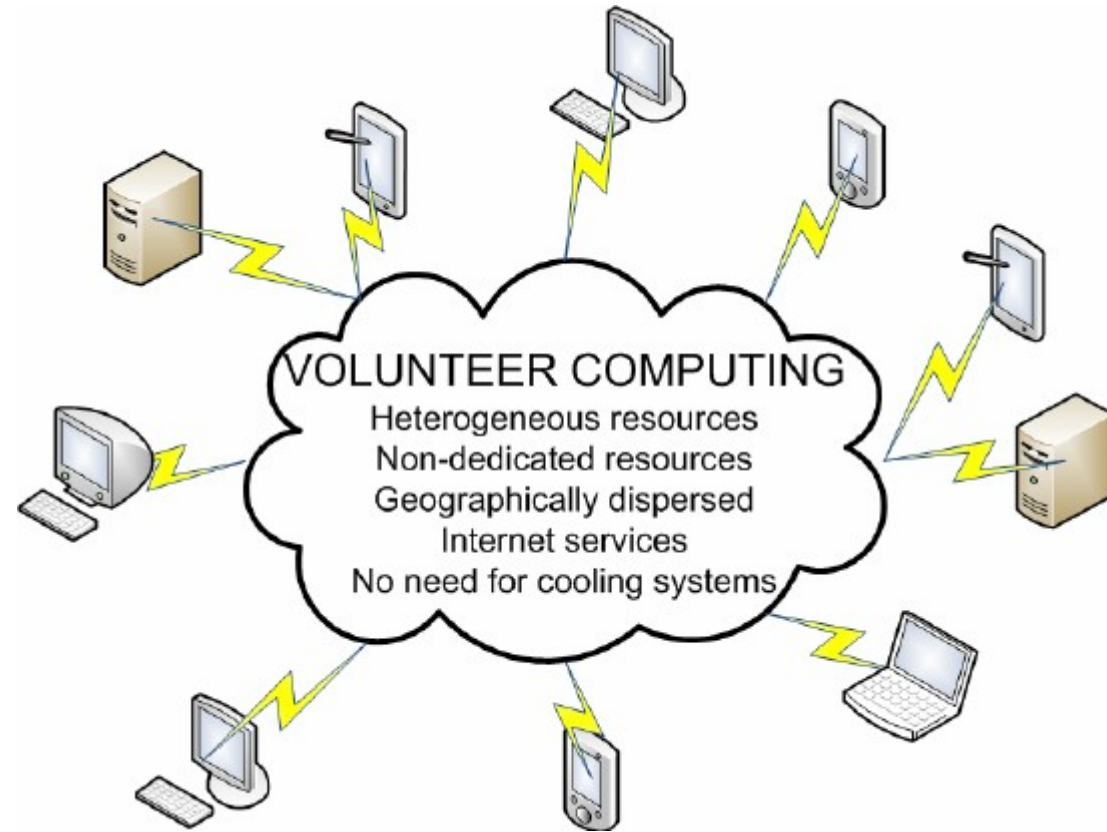 VOLUNTEER COMPUTING
Heterogeneous resources
Non-dedicated resources
Geographically dispersed
Internet services
No need for cooling systems